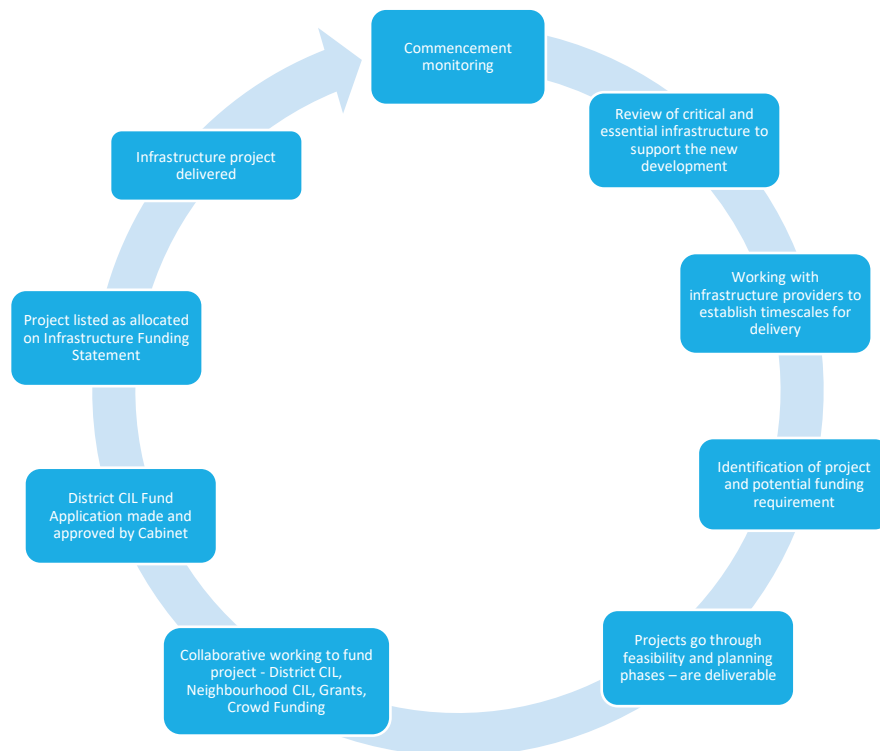 Commencement
monitoring
Review of critical and
essential infrastructure to
support the new
development
Working with
infrastructure providers to
establish timescales for
delivery
Identification of project
and potential funding
requirement
Projects go through
feasibility and planning
phases – are deliverable
Collaborative working to fund
project - District CIL,
Neighbourhood CIL, Grants,
Crowd Funding
District CIL Fund
Application made and
approved by Cabinet
Project listed as allocated
on Infrastructure Funding
Statement
Infrastructure project
delivered